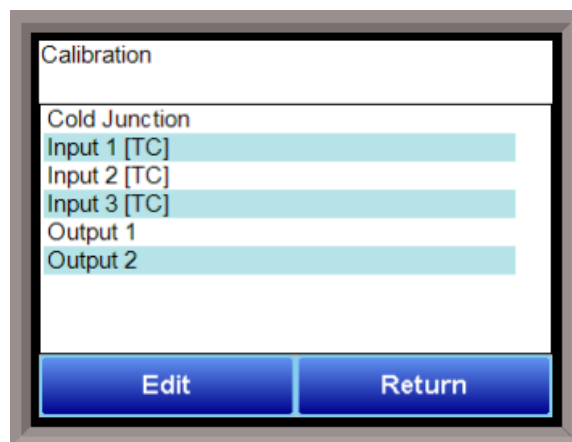 Calibration
Cold Junction
Input 1 [TC]
Input 2 [TC]
Input 3 [TC]
Output 1
Output 2
Edit Return